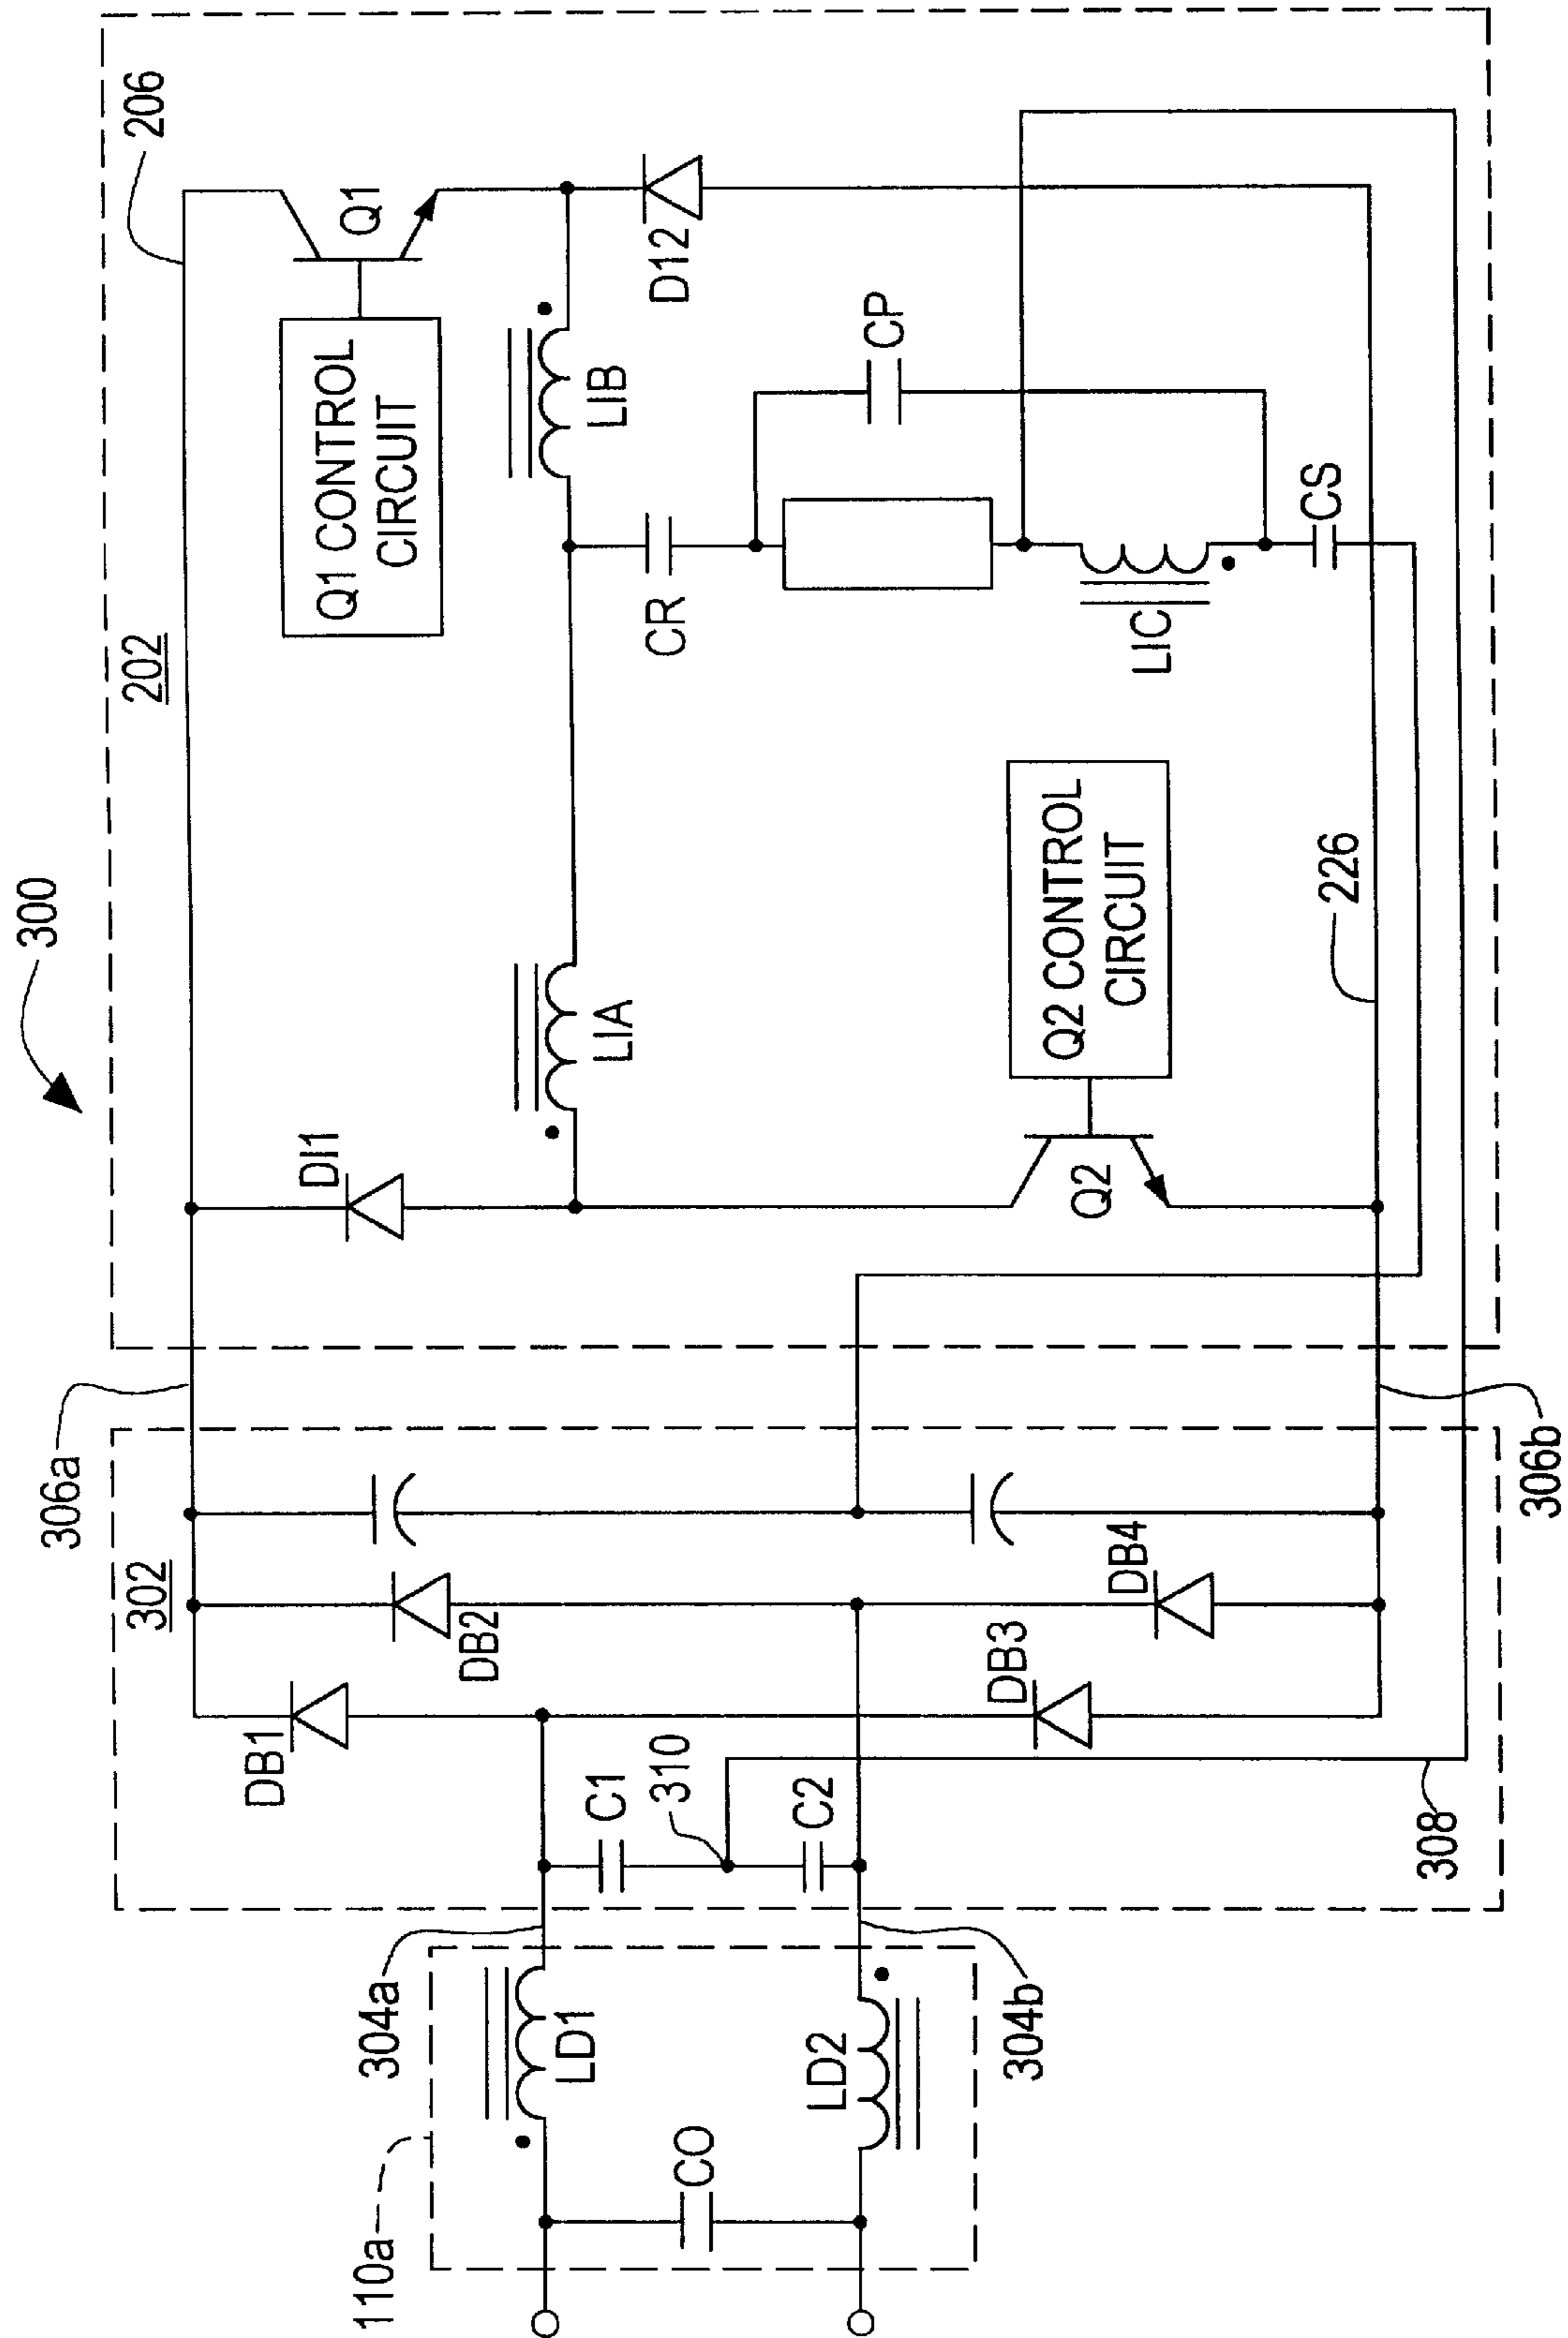 300
110a
CO
LD1
LD2
304a
304b
302
C1
310
C2
308
DB1
DB2
DB3
DB4
306a
306b
202
206
DI1
LIA
LIB
Q1 CONTROL
CIRCUIT
Q1
D12
CR
CP
LIC
CS
Q2 CONTROL
CIRCUIT
Q2
226